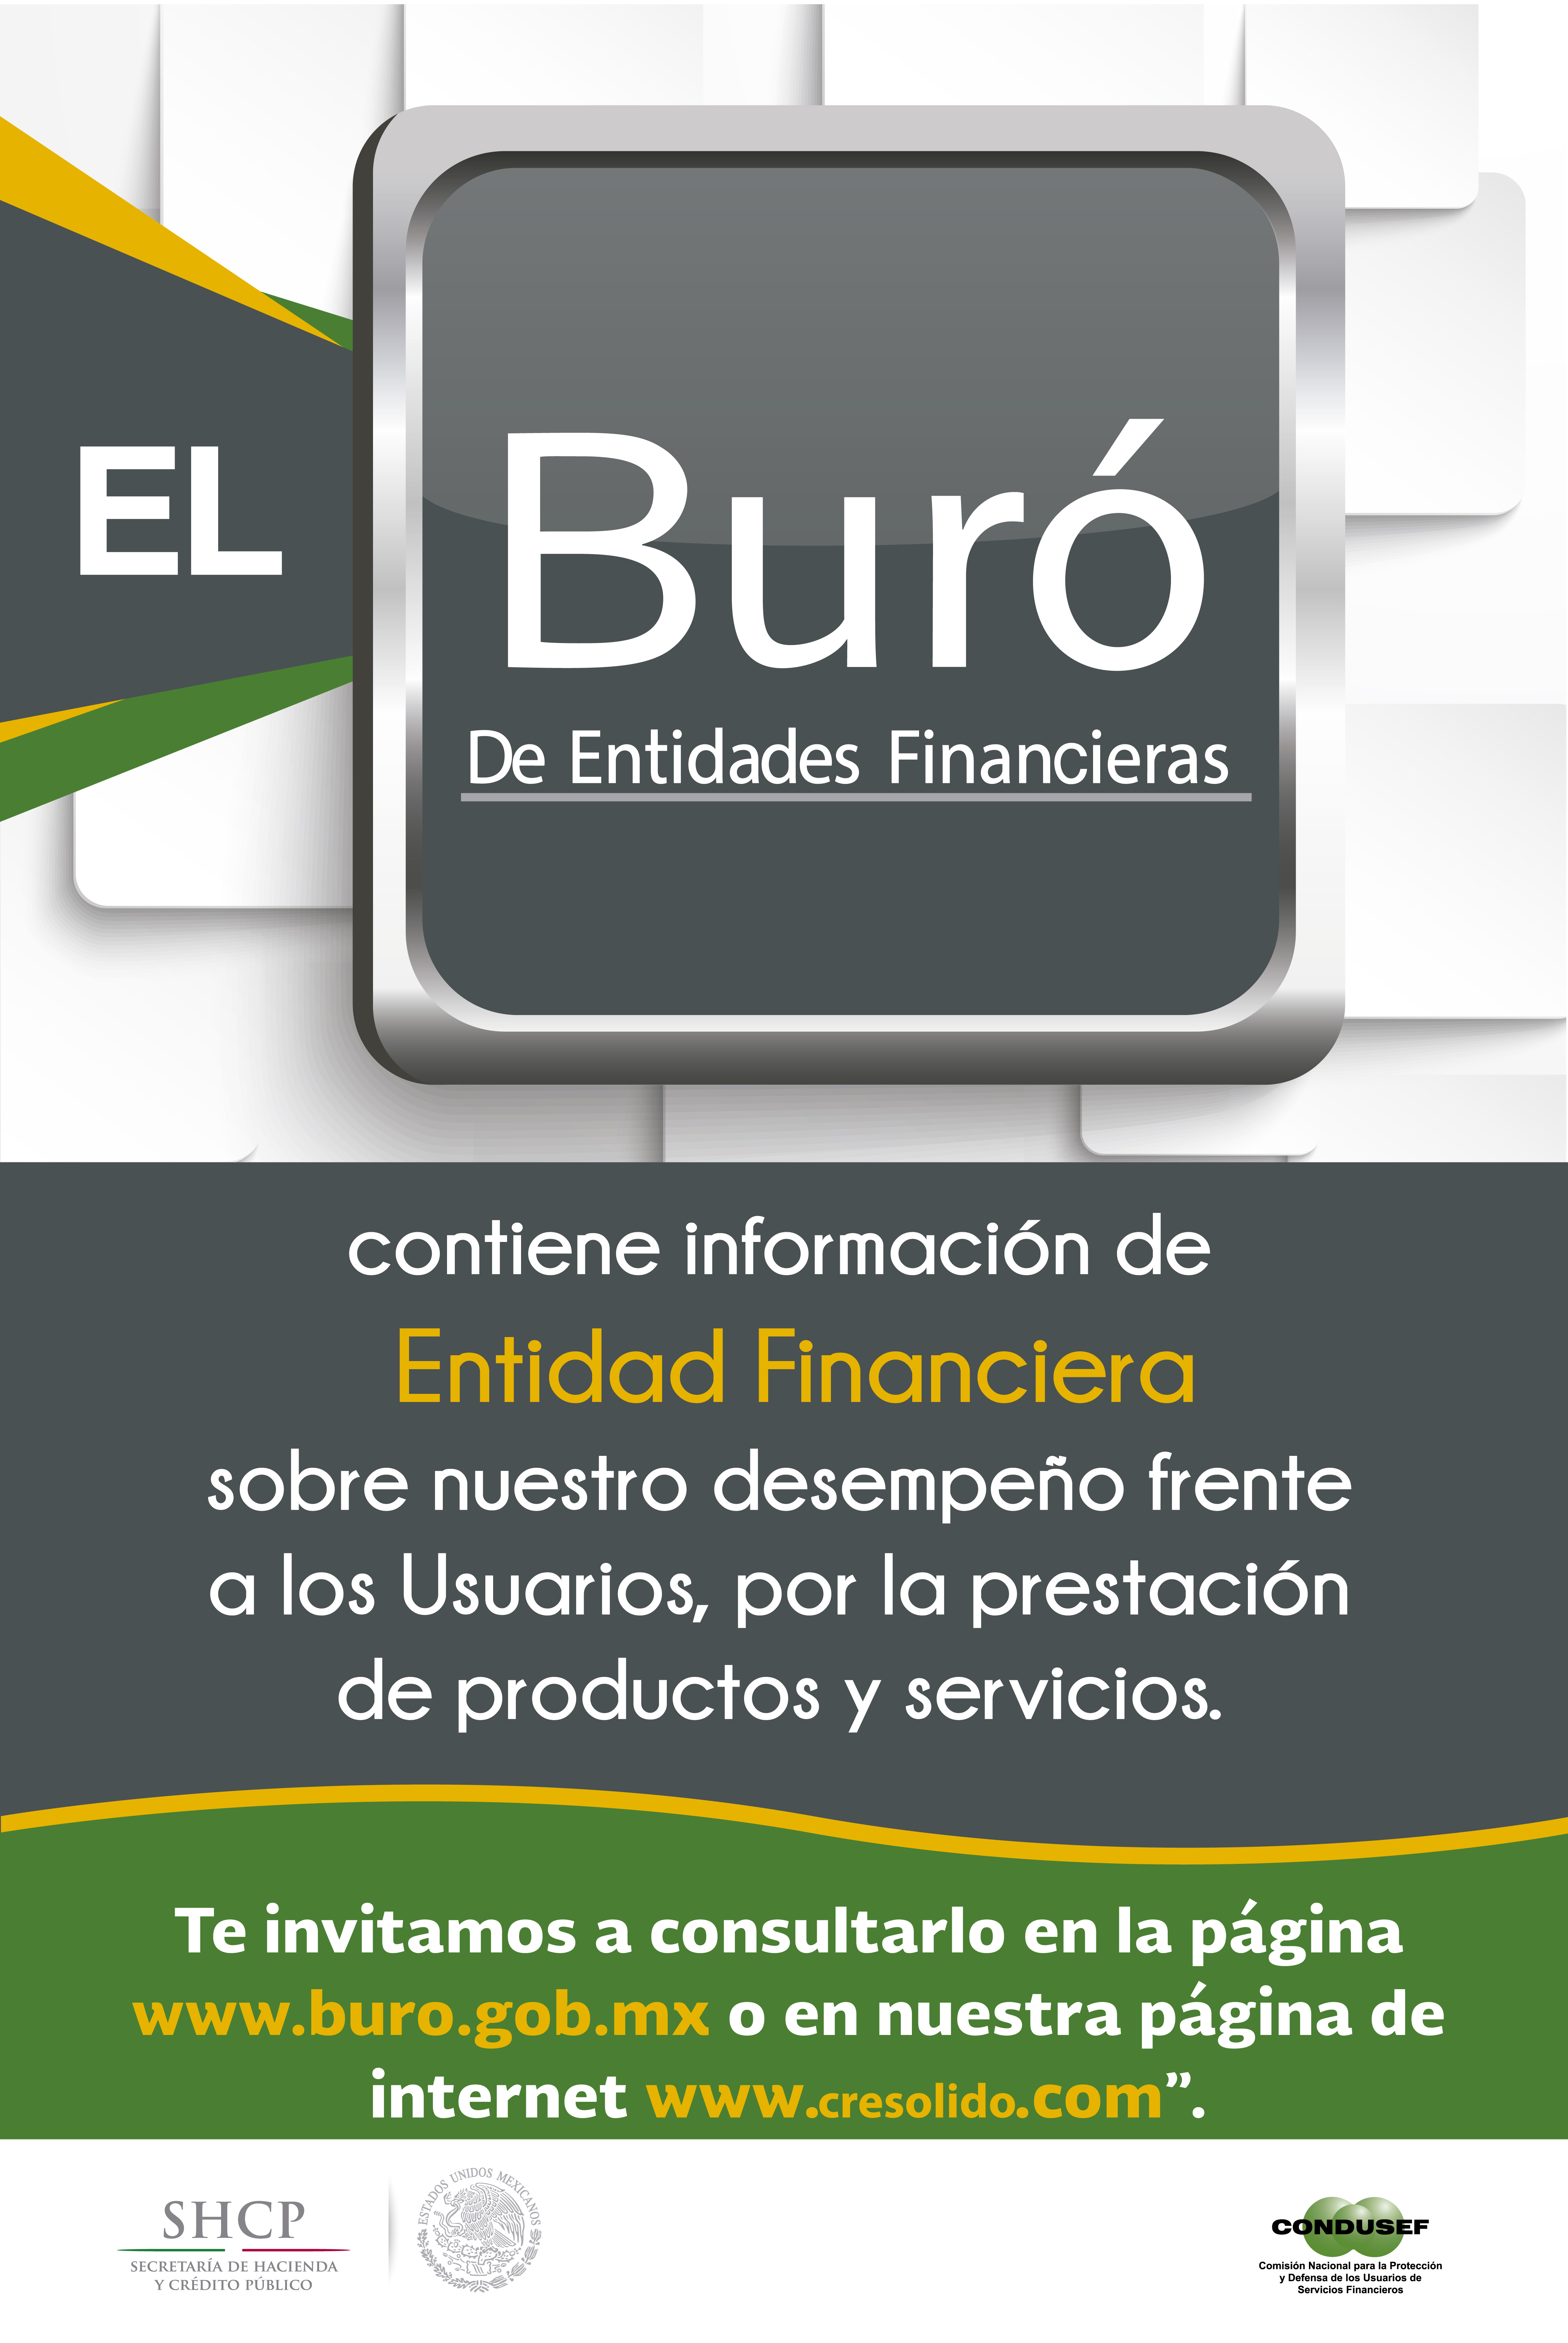 EL
Buró
De Entidades Financieras
contiene información de
Entidad Financiera
sobre nuestro desempeño frente
a los Usuarios, por la prestación
de productos y servicios.
Te invitamos a consultarlo en la página
www.buro.gob.mx o en nuestra página de
internet www.cresolido.com”.
SHCP
SECRETARÍA DE HACIENDA
Y CRÉDITO PÚBLICO
ESTADOS UNIDOS MEXICANOS
CONDUSEF
Comisión Nacional para la Protección
y Defensa de los Usuarios de
Servicios Financieros